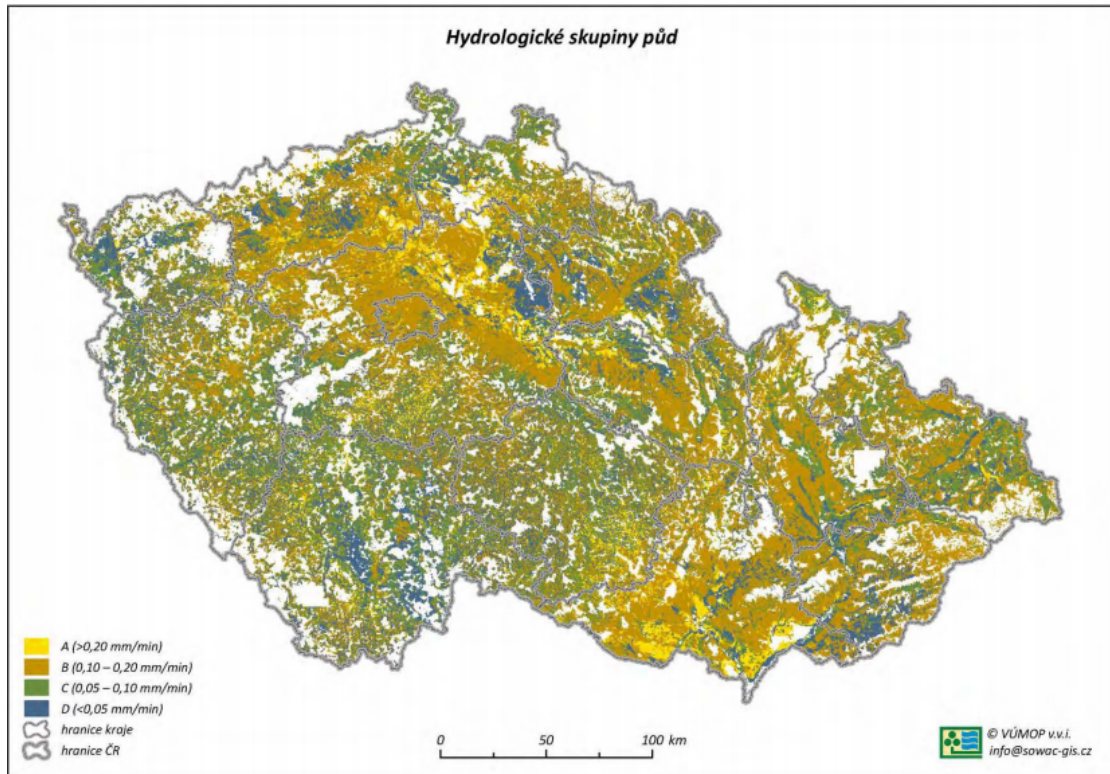 Hydrologické skupiny půd
A (>0,20 mm/min)
B (0,10 – 0,20 mm/min)
C (0,05 – 0,10 mm/min)
D (<0,05 mm/min)
hranice kraje
hranice ČR
0 50 100 km
© VÚMOP v.v.i.
info@sowac-gis.cz